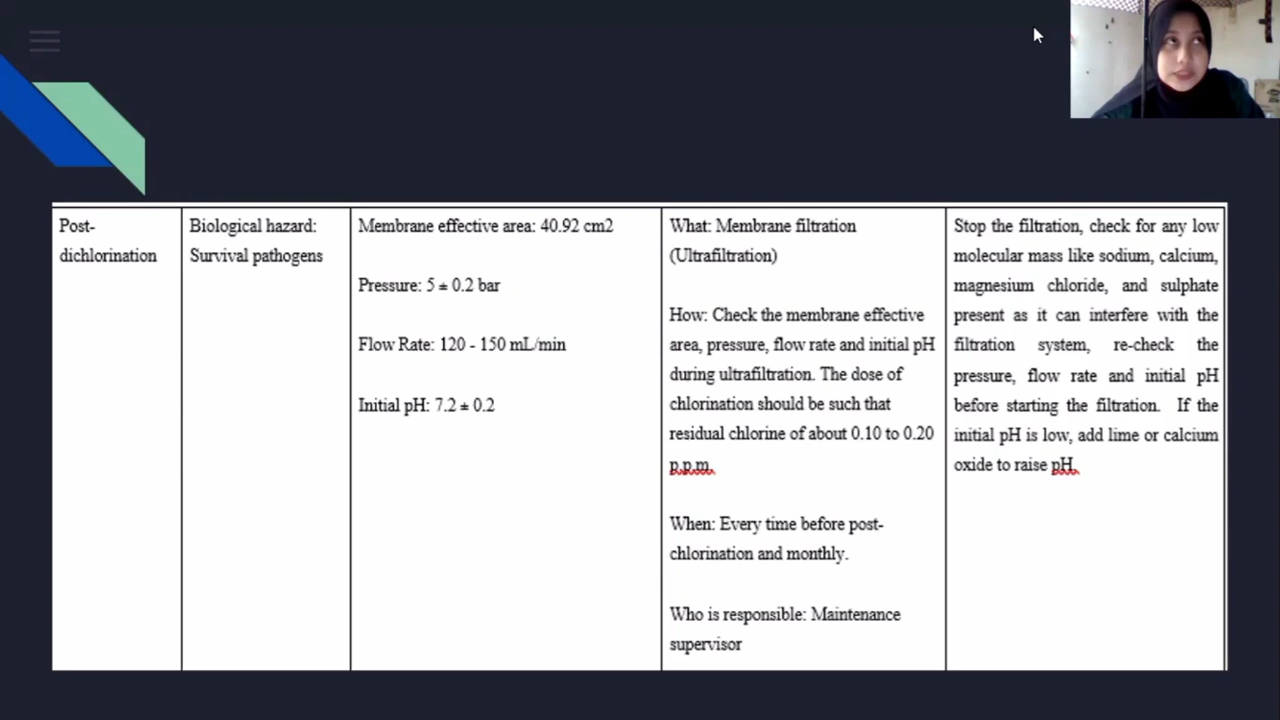 Post-
dichlorination
Biological hazard:
Survival pathogens
Membrane effective area: 40.92 cm2
Pressure: 5 ± 0.2 bar
Flow Rate: 120 - 150 mL/min
Initial pH: 7.2 ± 0.2
What: Membrane filtration
(Ultrafiltration)
How: Check the membrane effective
area, pressure, flow rate and initial pH
during ultrafiltration. The dose of
chlorination should be such that
residual chlorine of about 0.10 to 0.20
p.p.m.
When: Every time before post-
chlorination and monthly.
Who is responsible: Maintenance
supervisor
Stop the filtration, check for any low
molecular mass like sodium, calcium,
magnesium chloride, and sulphate
present as it can interfere with the
filtration system, re-check the
pressure, flow rate and initial pH
before starting the filtration. If the
initial pH is low, add lime or calcium
oxide to raise pH.